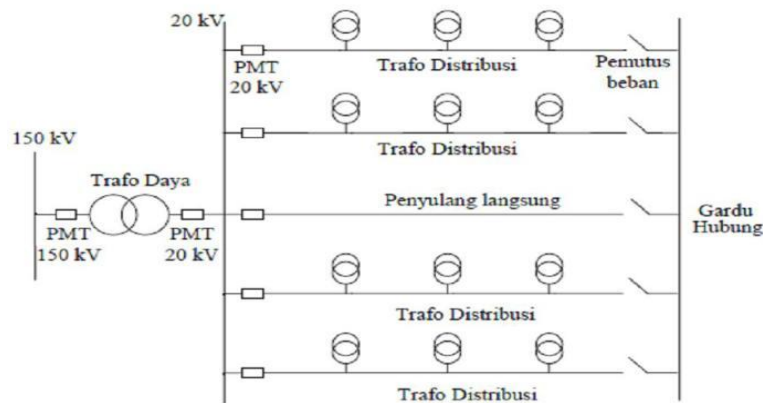 20 kV
PMT
20 kV
Trafo Distribusi
Pemutus
beban
Trafo Distribusi
150 kV
Trafo Daya
PMT
150 kV
PMT
20 kV
Penyulang langsung
Gardu
Hubung
Trafo Distribusi
Trafo Distribusi